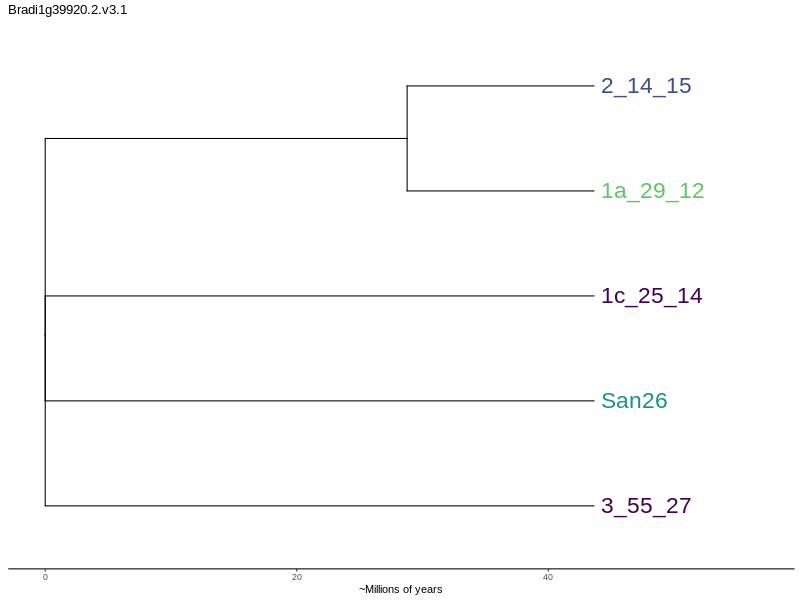 Bradi1g39920.2.v3.1
2_14_15
1a_29_12
1c_25_14
San26
3_55_27
0 20 40
~Millions of years